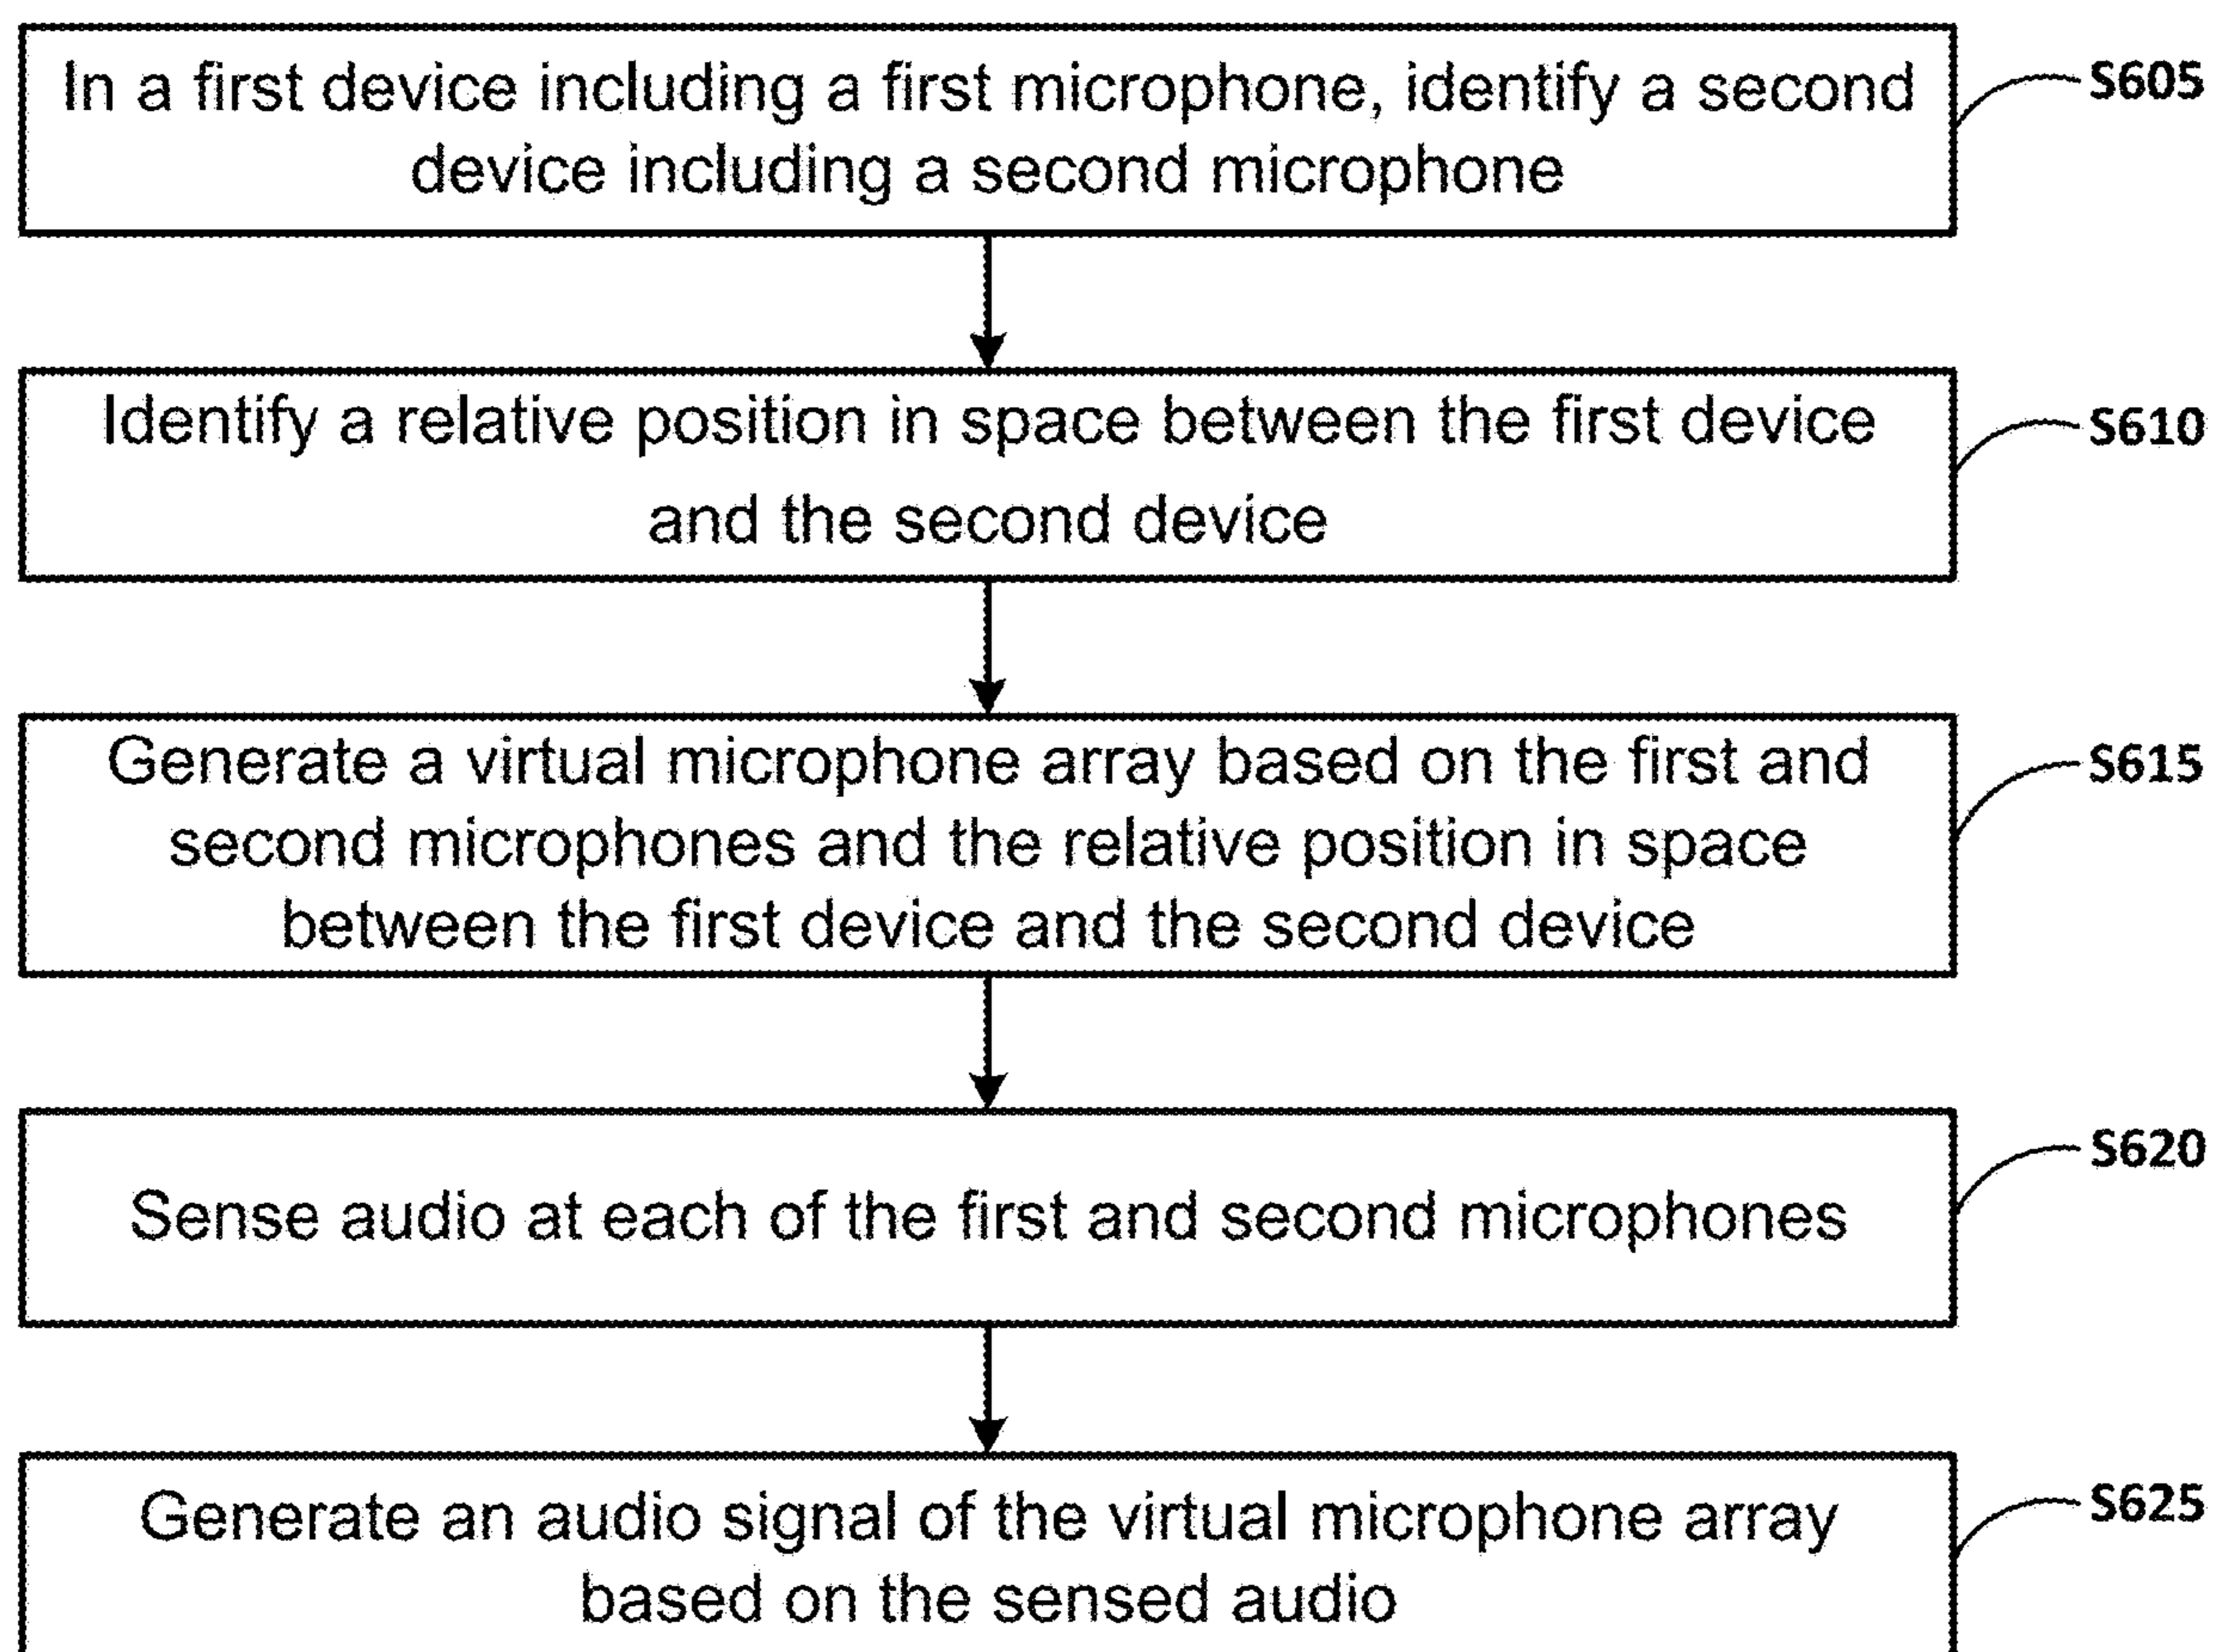 In a first device including a first microphone, identify a second
device including a second microphone
S605
Identify a relative position in space between the first device
and the second device
S610
Generate a virtual microphone array based on the first and
second microphones and the relative position in space
between the first device and the second device
S615
Sense audio at each of the first and second microphones
S620
Generate an audio signal of the virtual microphone array
based on the sensed audio
S625